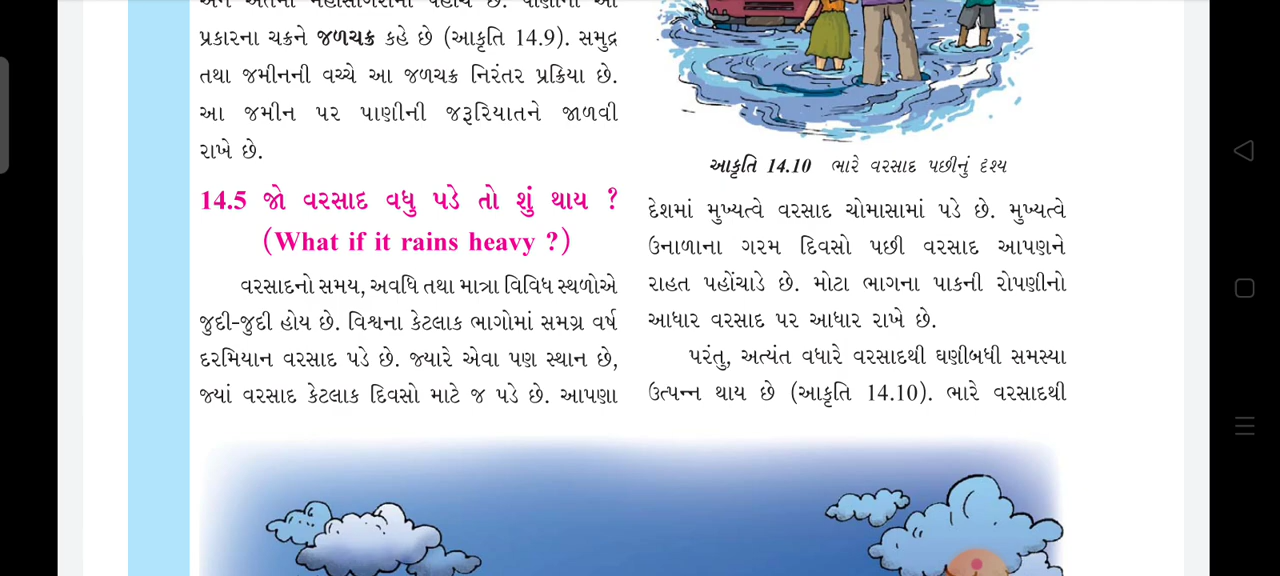 પ્રકારના ચક્રને જળચક્ર કહે છે (આકૃતિ 14.9). સમુદ્ર
તથા જમીનની વચ્ચે આ જળચક્ર નિરંતર પ્રક્રિયા છે.
આ જમીન પર પાણીની જરૂરિયાતને જાળવી
રાખે છે.
14.5 જો વરસાદ વધુ પડે તો શું થાય ?
(What if it rains heavy ?)
વરસાદનો સમય, અવધિ તથા માત્રા વિવિધ સ્થળોએ
જુદી-જુદી હોય છે. વિશ્વના કેટલાક ભાગોમાં સમગ્ર વર્ષ
દરમિયાન વરસાદ પડે છે. જ્યારે એવા પણ સ્થાન છે,
જ્યાં વરસાદ કેટલાક દિવસો માટે જ પડે છે. આપણા
આકૃતિ 14.10 ભારે વરસાદ પછીનું દૃશ્ય
દેશમાં મુખ્યત્વે વરસાદ ચોમાસામાં પડે છે. મુખ્યત્વે
ઉનાળાના ગરમ દિવસો પછી વરસાદ આપણને
રાહત પહોંચાડે છે. મોટા ભાગના પાકની રોપણીનો
આધાર વરસાદ પર આધાર રાખે છે.
પરંતુ, અત્યંત વધારે વરસાદથી ઘણીબધી સમસ્યા
ઉત્પન્ન થાય છે (આકૃતિ 14.10). ભારે વરસાદથી